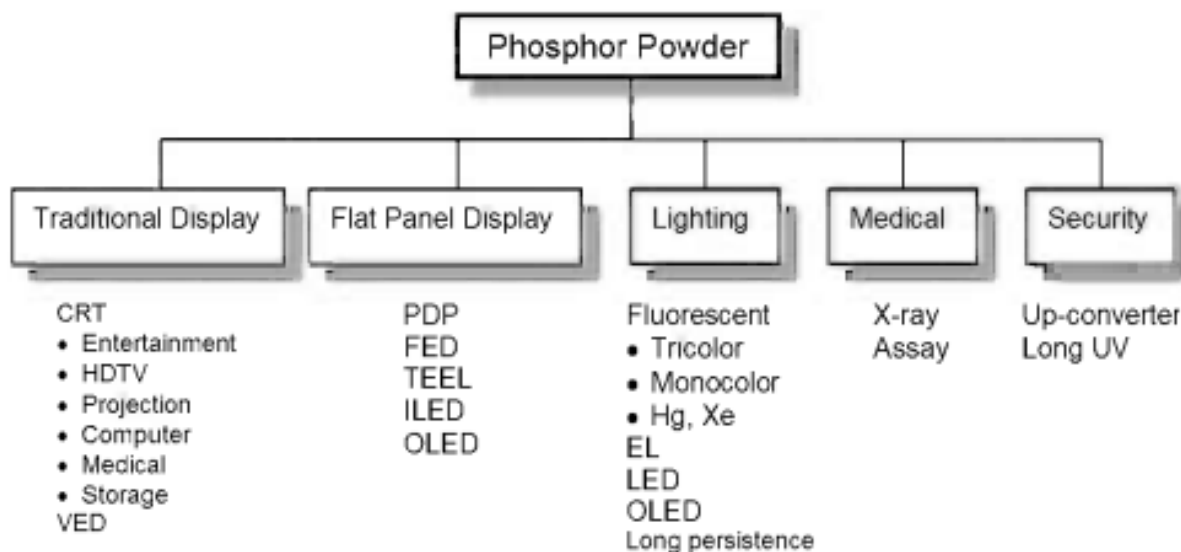 Phosphor Powder
Traditional Display
Flat Panel Display
Lighting
Medical
Security
CRT
• Entertainment
• HDTV
• Projection
• Computer
• Medical
• Storage
VED
PDP
FED
TEEL
ILED
OLED
Fluorescent
• Tricolor
• Monocolor
• Hg, Xe
EL
LED
OLED
Long persistence
X-ray
Assay
Up-converter
Long UV